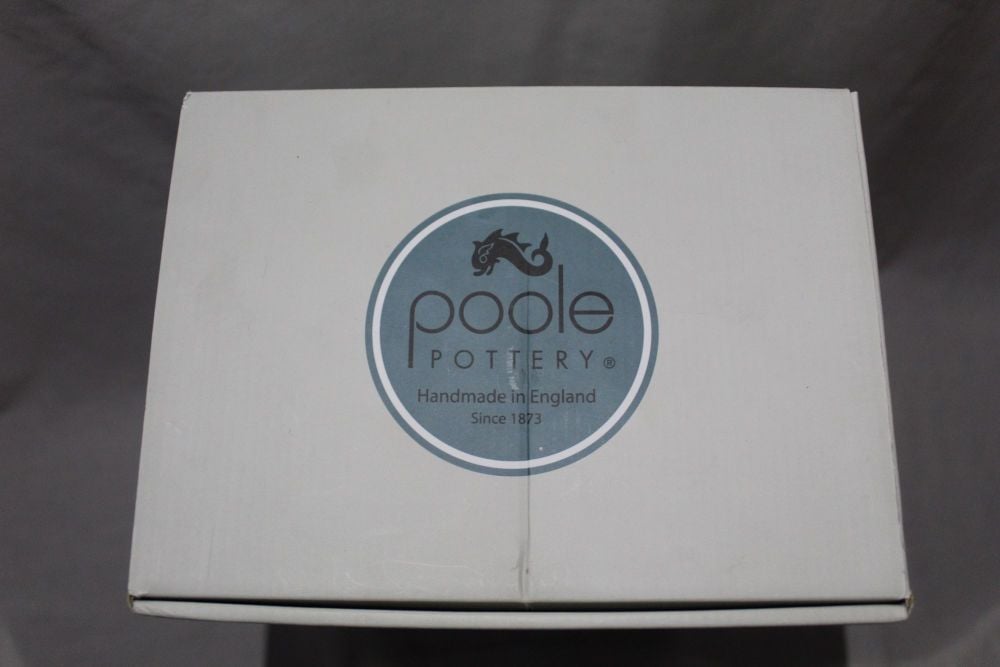 poole
POTTERY®
Handmade in England
Since 1873